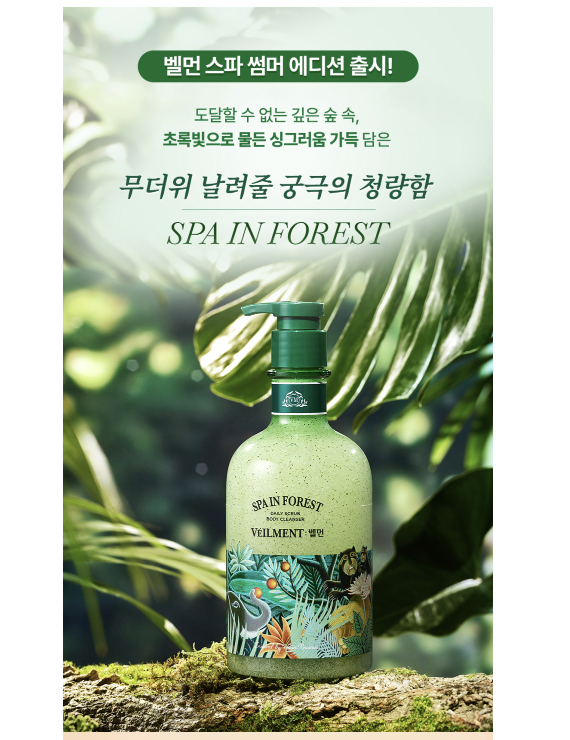 벨먼 스파 썸머 에디션 출시!
도달할 수 없는 깊은 숲 속,
초록빛으로 물든 싱그러움 가득 담은
무더위 날려줄 궁극의 청량함
SPA IN FOREST
SPA IN FOREST
DAILY SCRUB
BODY CLEANSER
VEILMENT : 벨먼